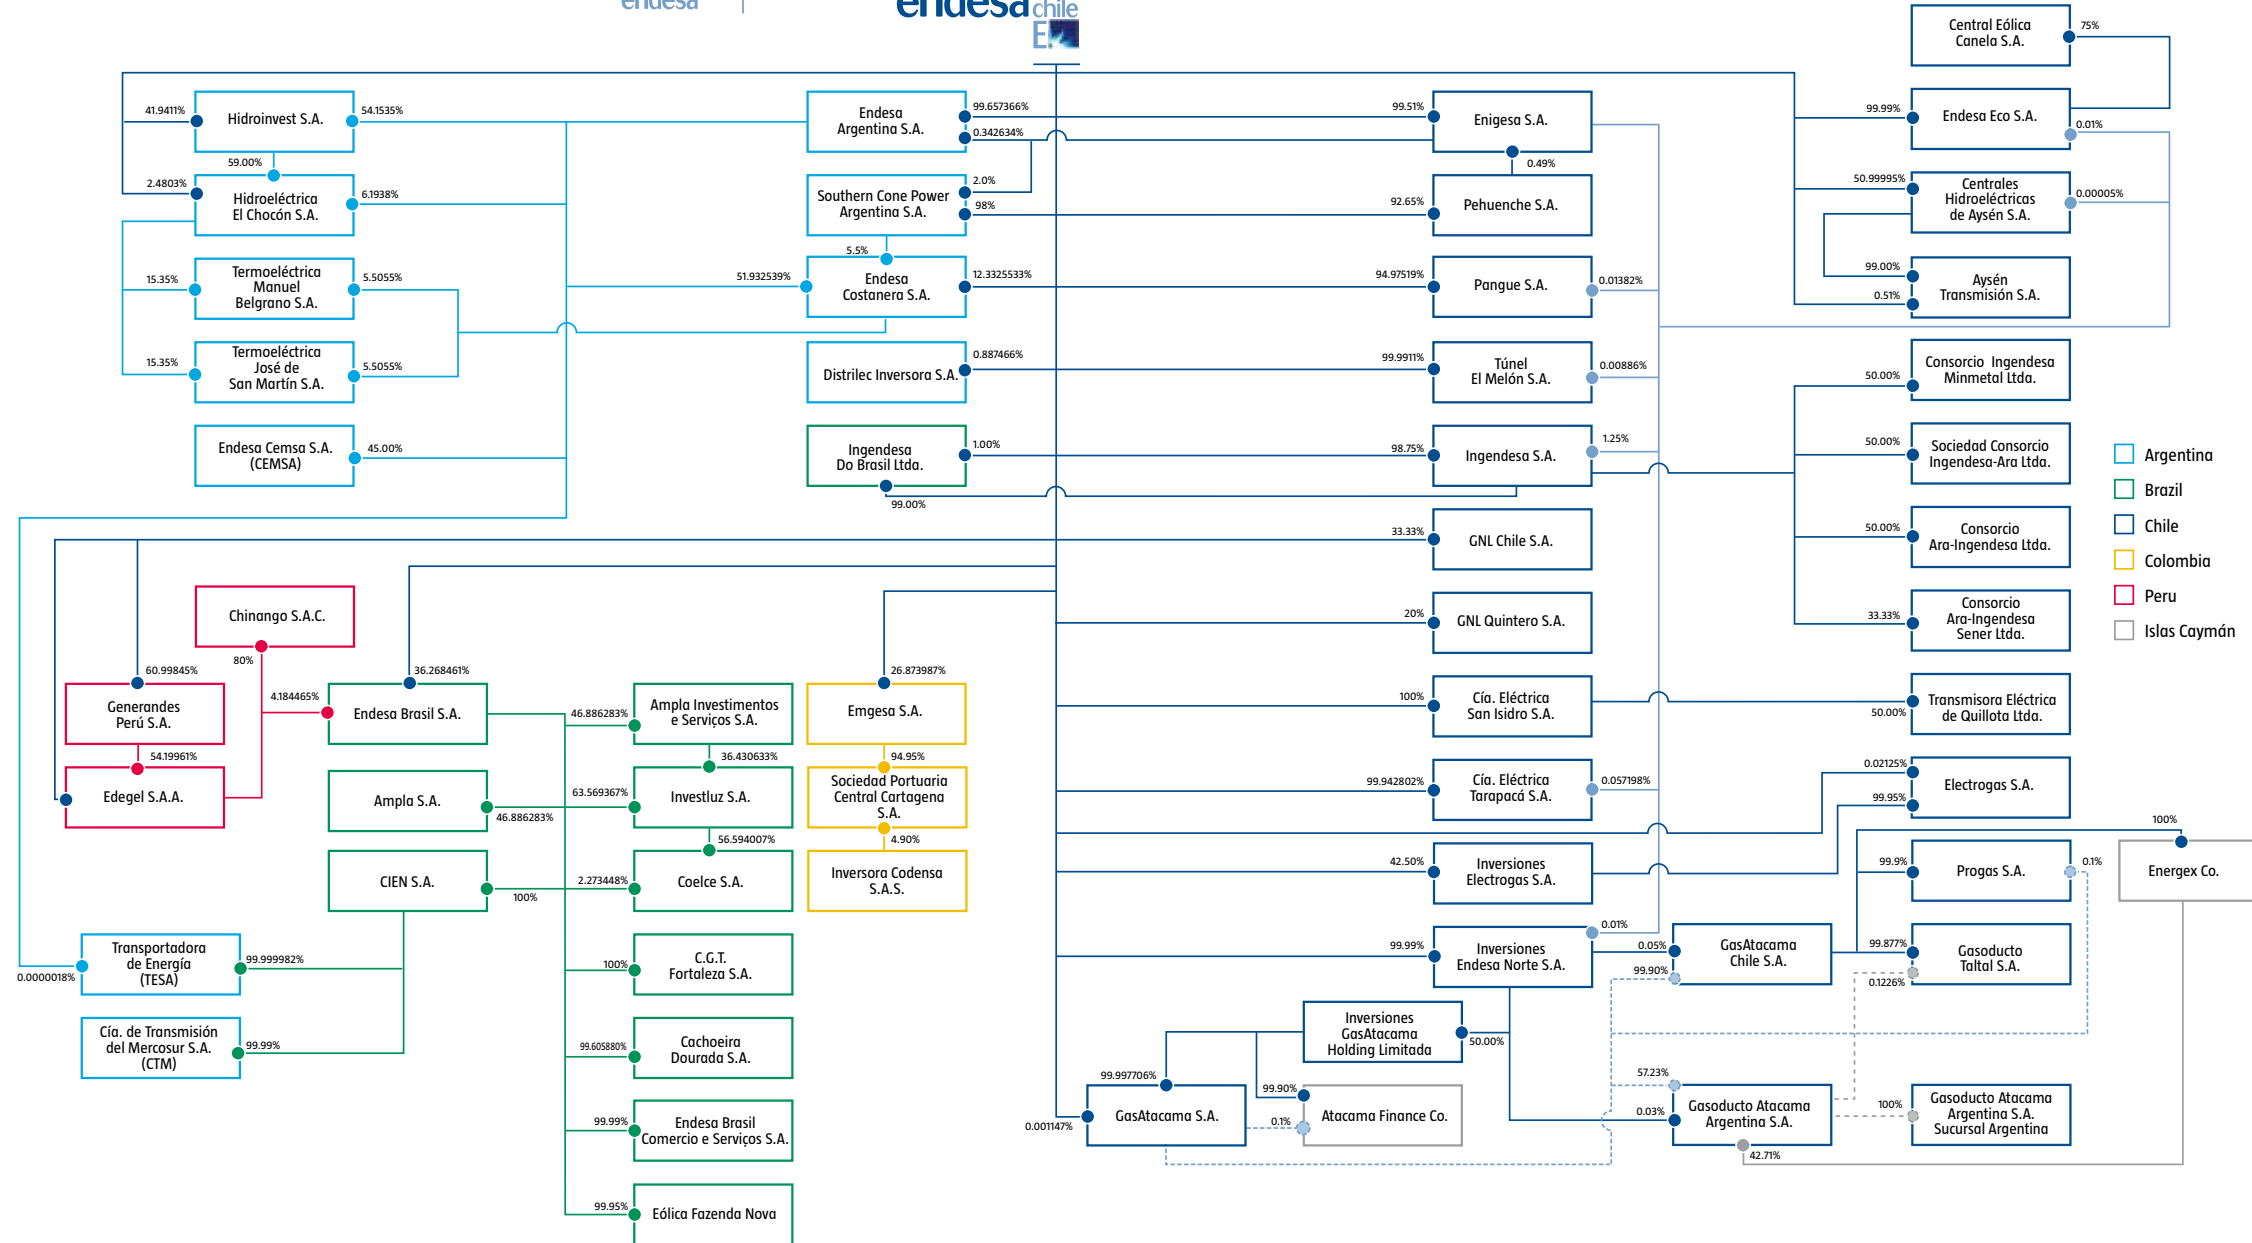 endesa
endesa
chile
Central Eólica
Canela S.A.
75%
41.9411%
Hidroinvest S.A.
54.1535%
Endesa
Argentina S.A.
99.657366%
0.342634%
99.51%
Enigesa S.A.
0.49%
99.99%
Endesa Eco S.A.
0.01%
59.00%
2.4803%
Hidroeléctrica
El Chocón S.A.
6.1938%
Southern Cone Power
Argentina S.A.
2.0%
98%
92.65%
Pehuenche S.A.
50.99995%
Centrales
Hidroeléctricas
de Aysén S.A.
0.00005%
15.35%
Termoeléctrica
Manuel
Belgrano S.A.
5.5055%
51.932539%
5.5%
Endesa
Costanera S.A.
12.3325533%
94.97519%
Pangue S.A.
0.01382%
99.00%
0.51%
Aysén
Transmisión S.A.
15.35%
Termoeléctrica
José de
San Martín S.A.
5.5055%
Distrilec Inversora S.A.
0.887466%
99.9911%
Túnel
El Melón S.A.
0.00886%
50.00%
Consorcio Ingendesa
Minmetal Ltda.
Endesa Cemsa S.A.
(CEMSA)
45.00%
Ingendesa
Do Brasil Ltda.
1.00%
99.00%
98.75%
Ingendesa S.A.
1.25%
50.00%
Sociedad Consorcio
Ingendesa-Ara Ltda.
Argentina
Brazil
Chile
Colombia
Peru
Islas Caymán
33.33%
GNL Chile S.A.
50.00%
Consorcio
Ara-Ingendesa Ltda.
Chinango S.A.C.
80%
20%
GNL Quintero S.A.
33.33%
Consorcio
Ara-Ingendesa
Sener Ltda.
60.99845%
Generandes
Perú S.A.
4.184465%
36.268461%
Endesa Brasil S.A.
46.886283%
Ampla Investimentos
e Serviços S.A.
26.873987%
Emgesa S.A.
100%
Cía. Eléctrica
San Isidro S.A.
50.00%
Transmisora Eléctrica
de Quillota Ltda.
54.19961%
Edegel S.A.A.
Ampla S.A.
46.886283%
36.430633%
63.569367%
Investluz S.A.
94.95%
Sociedad Portuaria
Central Cartagena
S.A.
99.942802%
Cía. Eléctrica
Tarapacá S.A.
0.057198%
0.02125%
99.95%
Electrogas S.A.
CIEN S.A.
100%
56.594007%
2.273448%
Coelce S.A.
4.90%
Inversora Codensa
S.A.S.
42.50%
Inversiones
Electrogas S.A.
99.9%
Progas S.A.
0.1%
100%
Energex Co.
0.0000018%
Transportadora
de Energía
(TESA)
99.999982%
100%
C.G.T.
Fortaleza S.A.
99.99%
Inversiones
Endesa Norte S.A.
0.01%
0.05%
99.90%
GasAtacama
Chile S.A.
99.877%
0.1226%
Gasoducto
Taltal S.A.
Cía. de Transmisión
del Mercosur S.A.
(CTM)
99.99%
99.605880%
Cachoeira
Dourada S.A.
Inversiones
GasAtacama
Holding Limitada
50.00%
99.99%
Endesa Brasil
Comercio e Serviços S.A.
99.997706%
0.001147%
GasAtacama S.A.
99.90%
0.1%
Atacama Finance Co.
57.23%
0.03%
Gasoducto Atacama
Argentina S.A.
42.71%
100%
Gasoducto Atacama
Argentina S.A.
Sucursal Argentina
99.95%
Eólica Fazenda Nova